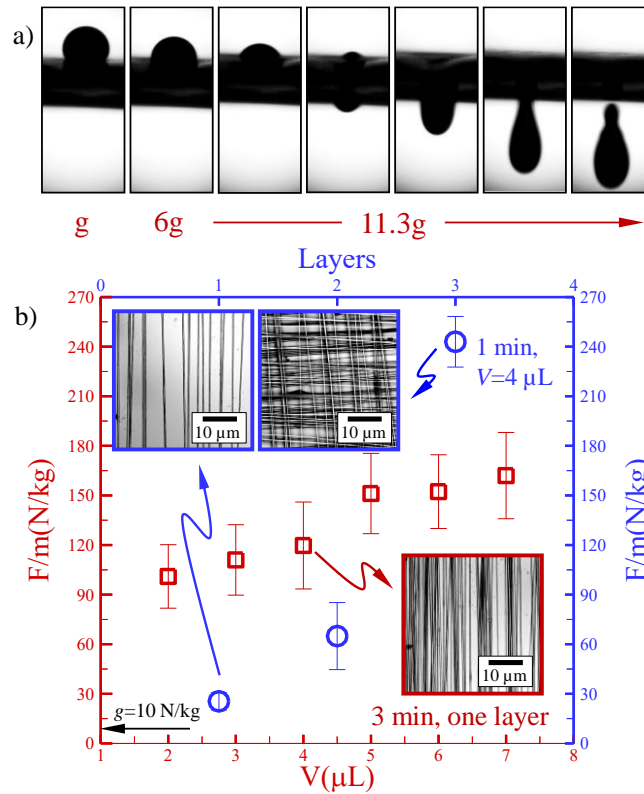 a)
g 6g 11.3g
Layers
0 1 2 3 4
b)
270 270
240 240
210 210
180 180
150 150
120 120
90 90
60 60
30 30
0 0
F/m(N/kg)
F/m(N/kg)
10 µm
10 µm
1 min,
V=4 µL
10 µm
3 min, one layer
g=10 N/kg
1 2 3 4 5 6 7 8
V(µL)